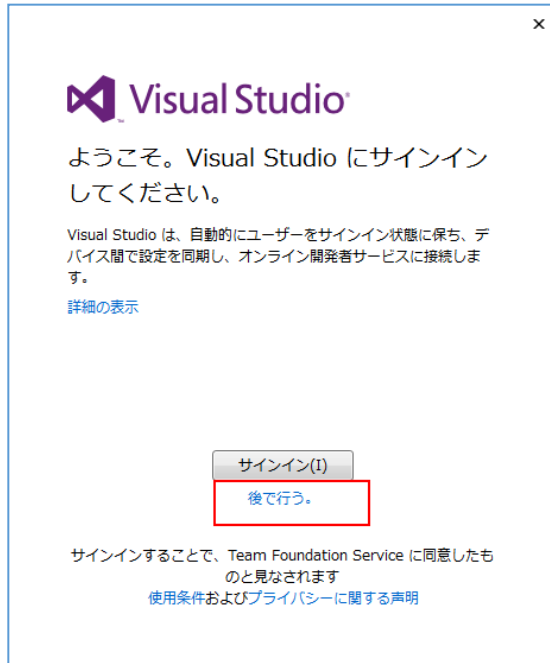 Visual Studio
ようこそ。Visual Studio にサインイン
してください。
Visual Studio は、自動的にユーザーをサインイン状態に保ち、デ
バイス間で設定を同期し、オンライン開発者サービスに接続しま
す。
詳細の表示
サインイン(I)
後で行う。
サインインすることで、Team Foundation Service に同意したも
のと見なされます
使用条件およびプライバシーに関する声明